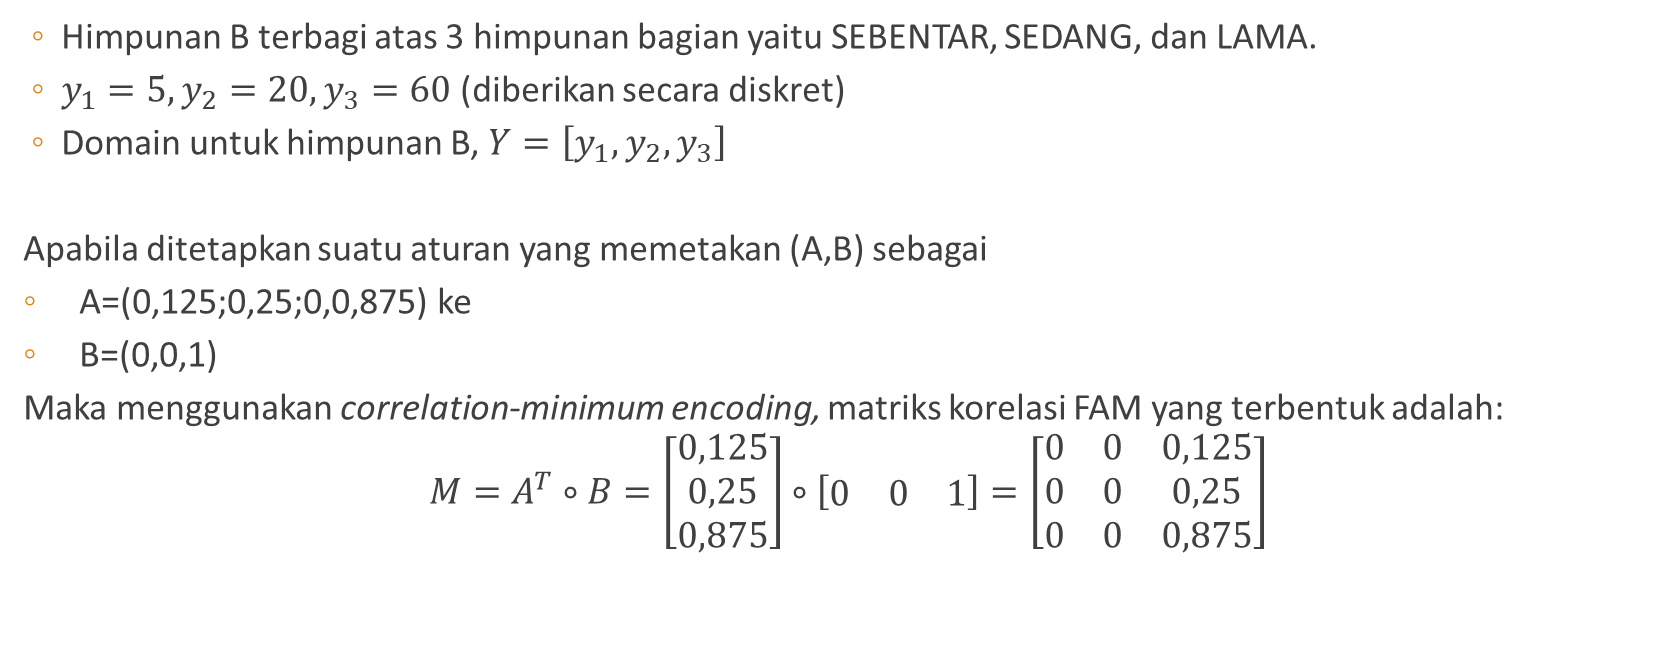 ◦ Himpunan B terbagi atas 3 himpunan bagian yaitu SEBENTAR, SEDANG, dan LAMA.
◦ y₁ = 5, y₂ = 20, y₃ = 60 (diberikan secara diskret)
◦ Domain untuk himpunan B, Y = [y₁, y₂, y₃]
Apabila ditetapkan suatu aturan yang memetakan (A,B) sebagai
◦ A=(0,125;0,25;0,0,875) ke
◦ B=(0,0,1)
Maka menggunakan correlation-minimum encoding, matriks korelasi FAM yang terbentuk adalah:
M = Aᵀ ∘ B = [0,125 0,25 0,875] ∘ [0 0 1] = [0 0 0,125 0 0 0,25 0 0 0,875]